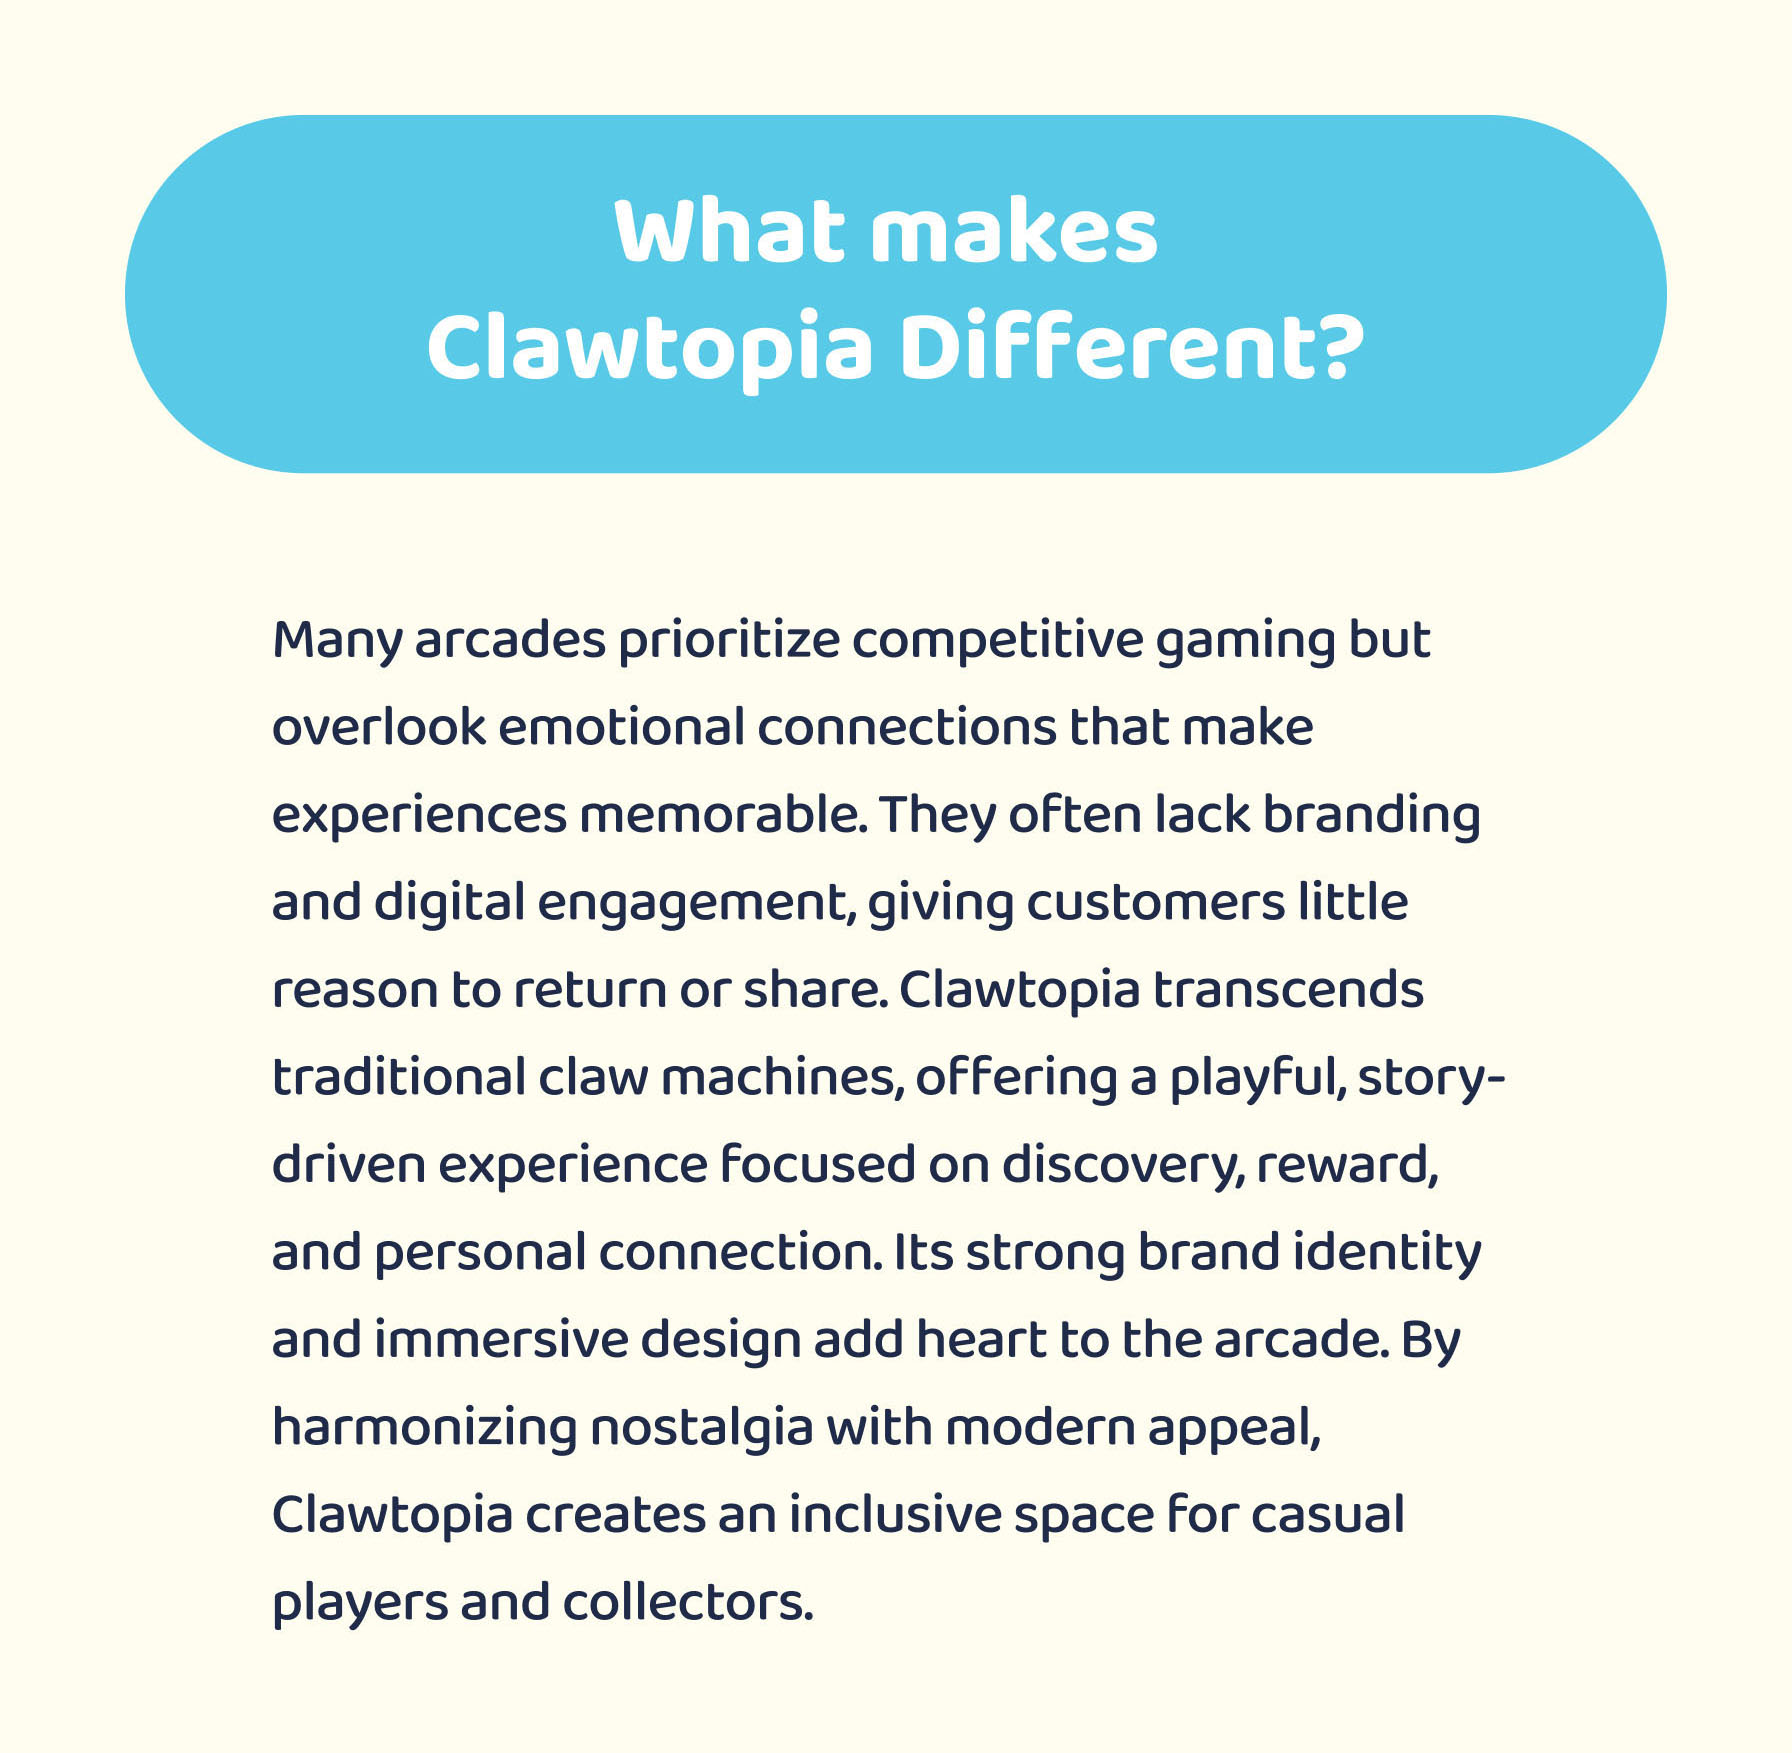 What makes
Clawtopia Different?
Many arcades prioritize competitive gaming but
overlook emotional connections that make
experiences memorable. They often lack branding
and digital engagement, giving customers little
reason to return or share. Clawtopia transcends
traditional claw machines, offering a playful, story-
driven experience focused on discovery, reward,
and personal connection. Its strong brand identity
and immersive design add heart to the arcade. By
harmonizing nostalgia with modern appeal,
Clawtopia creates an inclusive space for casual
players and collectors.